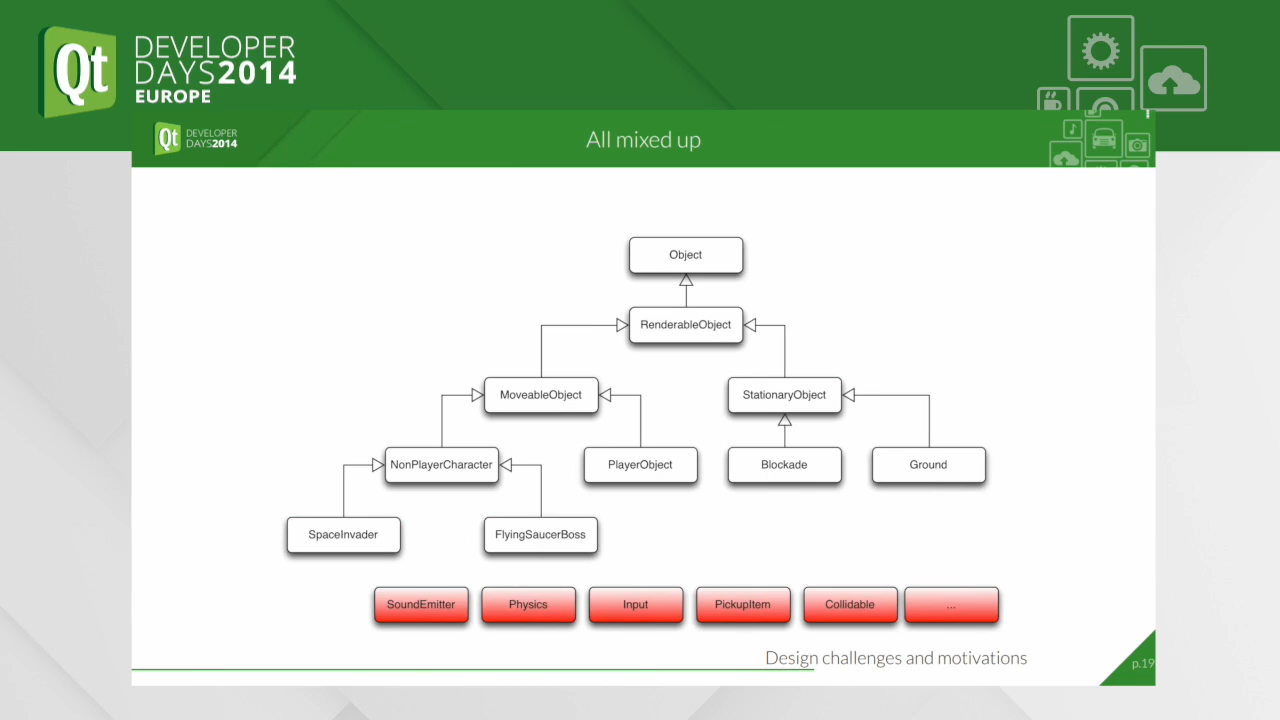 Qt
DEVELOPER
DAYS2014
EUROPE
Qt
DEVELOPER
DAYS2014
All mixed up
Object
RenderableObject
MoveableObject
StationaryObject
NonPlayerCharacter
PlayerObject
Blockade
Ground
SpaceInvader
FlyingSaucerBoss
SoundEmitter
Physics
Input
PickupItem
Collidable
...
Design challenges and motivations
p.19